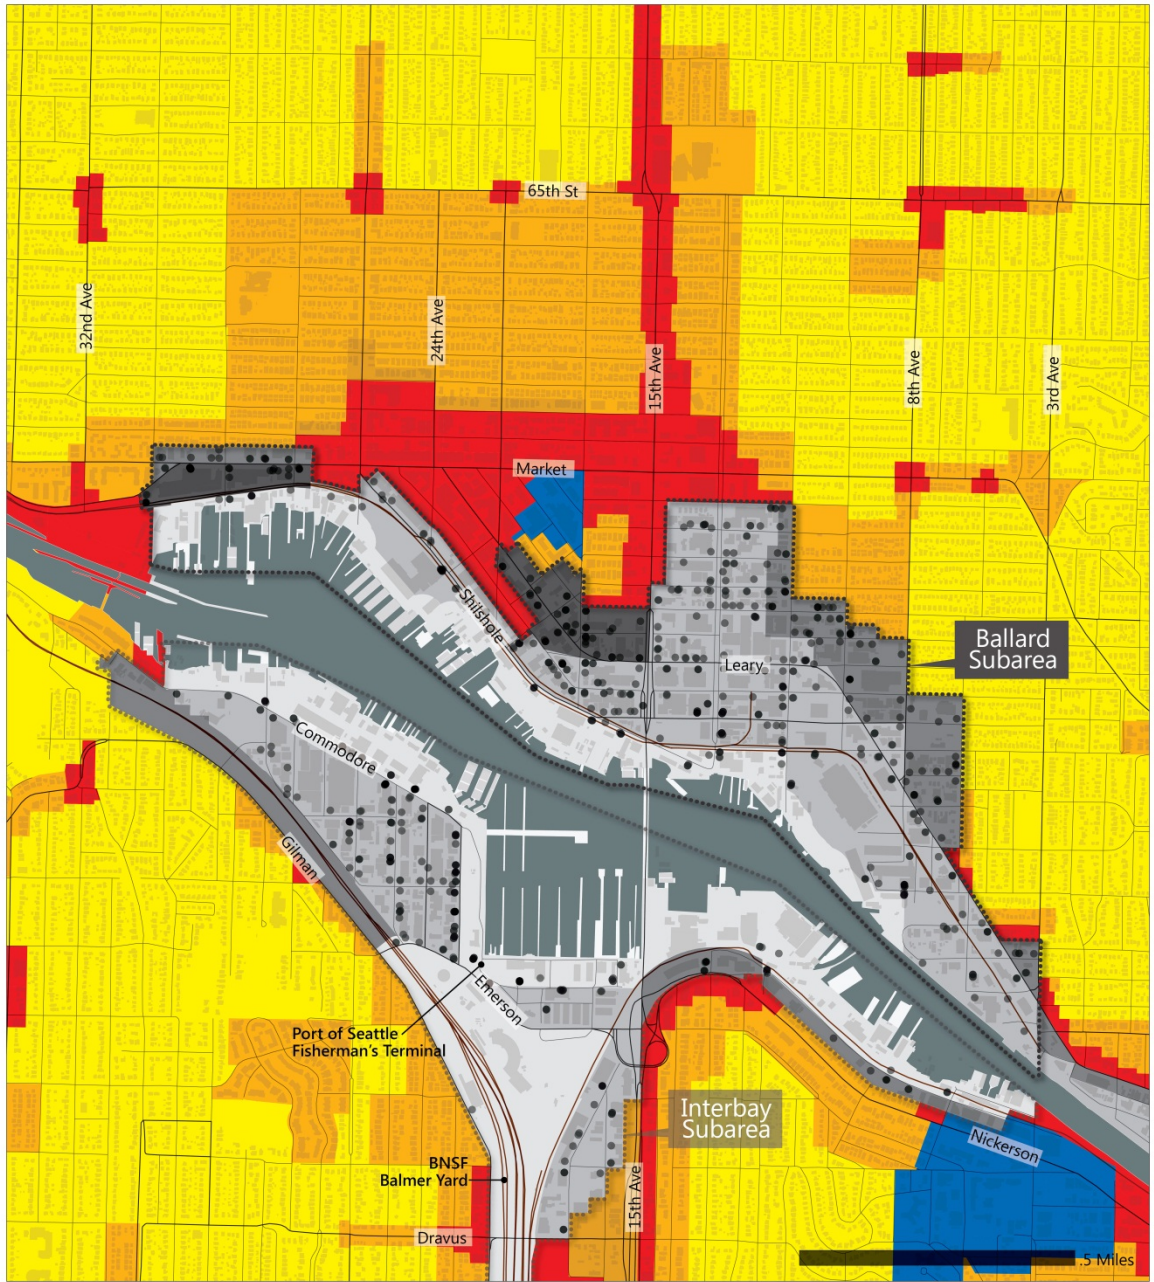 65th St
32nd Ave
24th Ave
15th Ave
8th Ave
3rd Ave
Market
Shilshole
Leary
Ballard
Subarea
Commodore
Gilman
Emerson
Port of Seattle
Fisherman's Terminal
Interbay
Subarea
Nickerson
BNSF
Balmer Yard
15th Ave
Dravus
.5 Miles